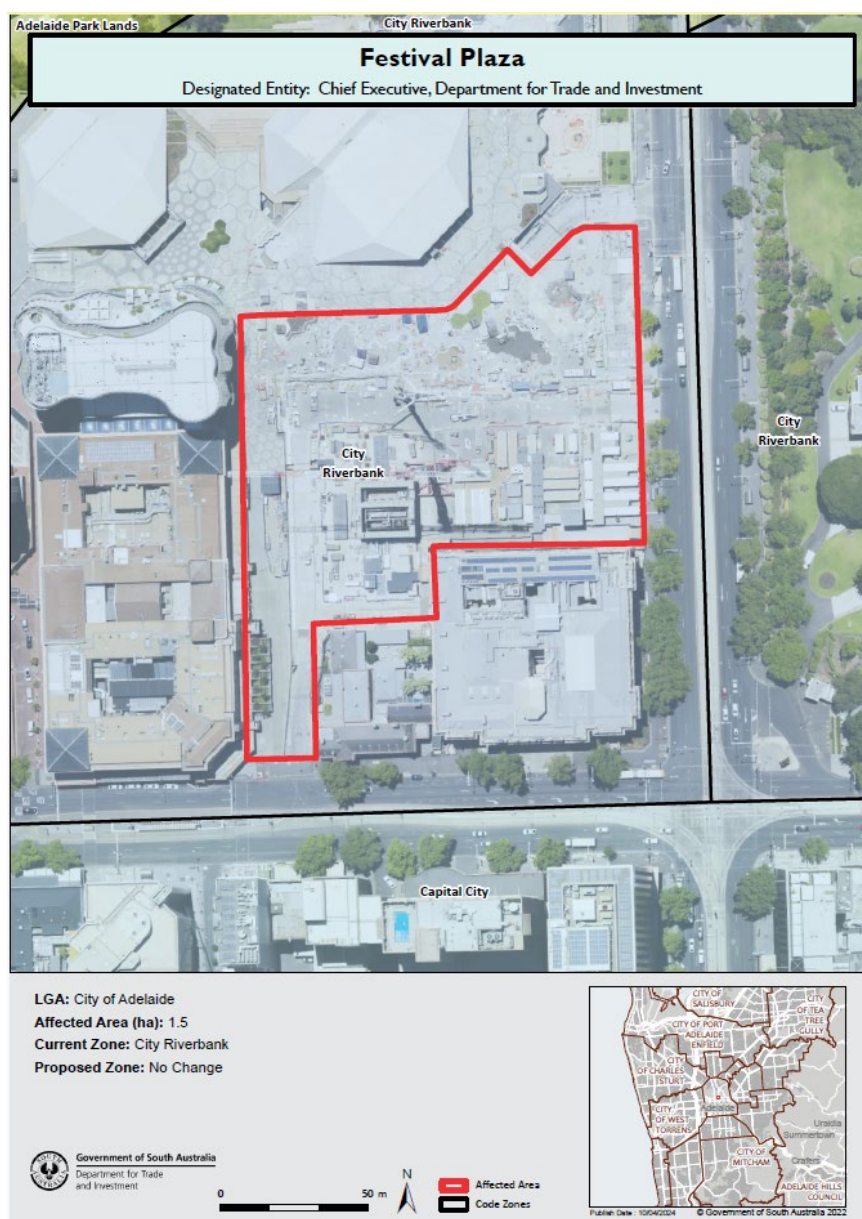 Adelaide Park Lands
City Riverbank
Festival Plaza
Designated Entity: Chief Executive, Department for Trade and Investment
City
Riverbank
City
Riverbank
Capital City
LGA: City of Adelaide
Affected Area (ha): 1.5
Current Zone: City Riverbank
Proposed Zone: No Change
CITY OF
SALISBURY
CITY
OF TEA
TREE
GULLY
CITY OF PORT
ADELAIDE
ENFIELD
CITY
OF CHARLES
STURT
Adelaide
CITY
OF WEST
TORRENS
Uraidla
Summertown
CITY OF
MITCHAM
Crafers
ADELAIDE HILLS
COUNCIL
SOUTH
AUSTRALIA
Government of South Australia
Department for Trade
and Investment
0
50 m
N
Affected Area
Code Zones
Publish Date : 10/04/2024
© Government of South Australia 2022